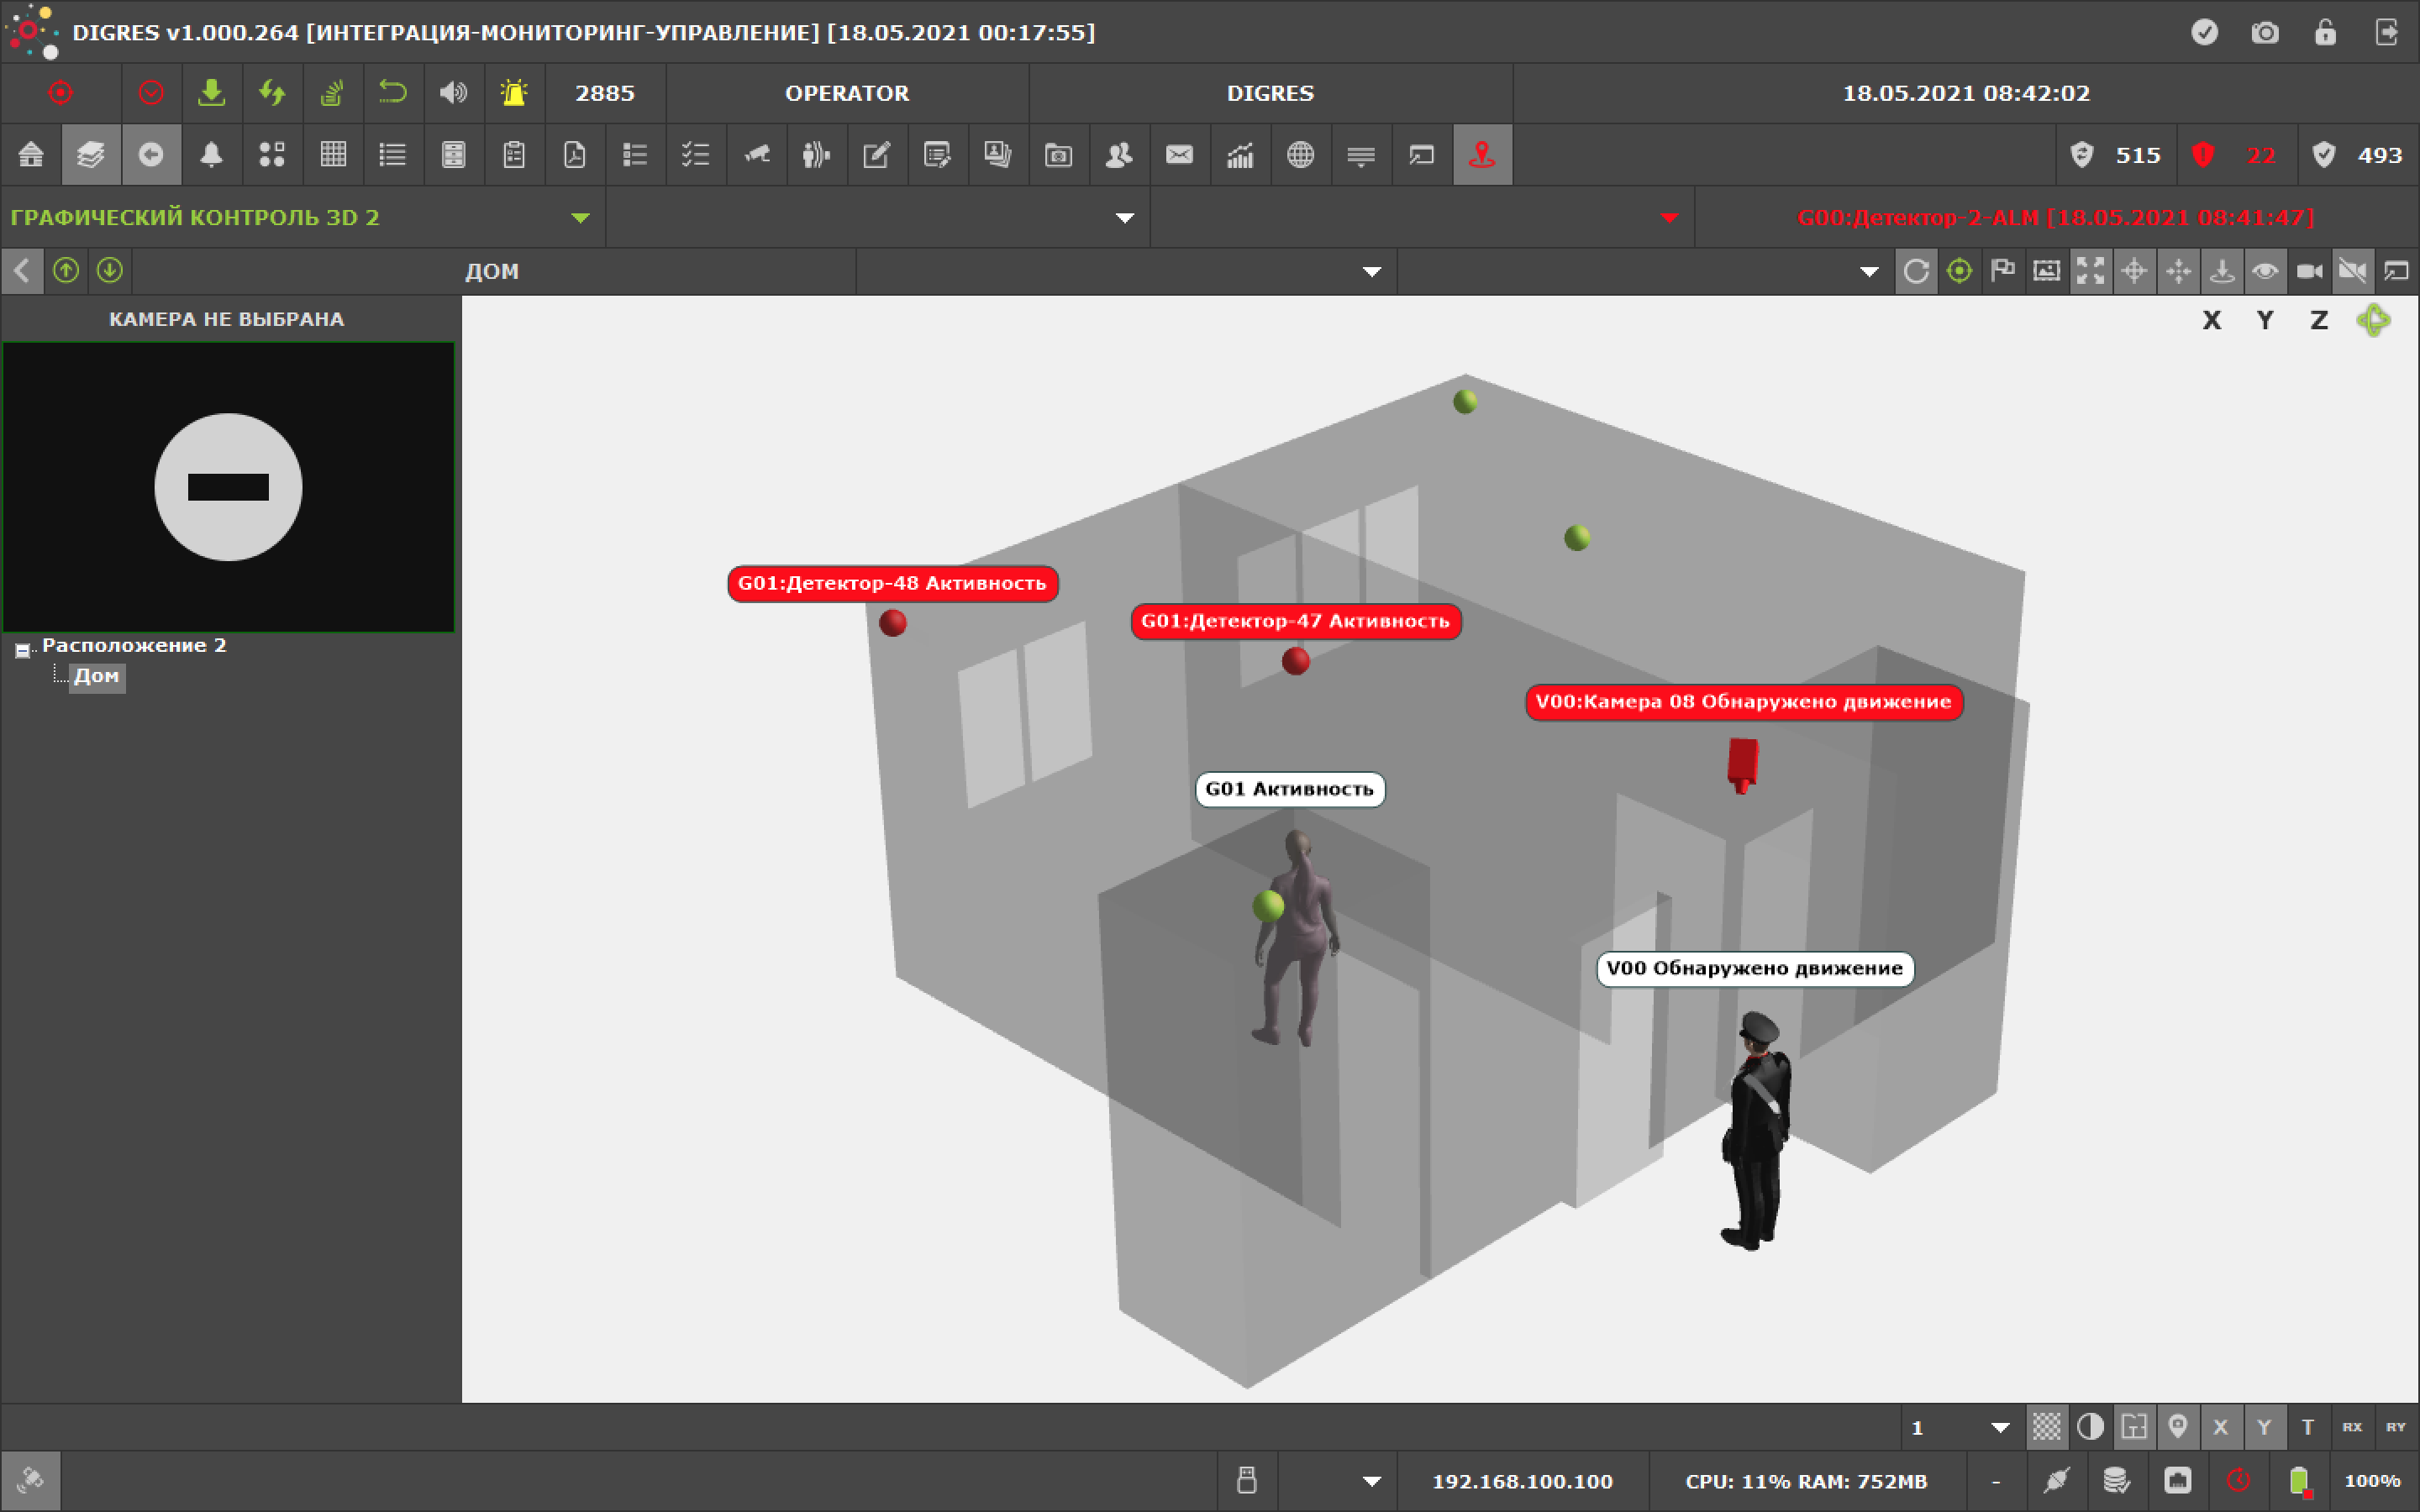 DIGRES v1.000.264 [ИНТЕГРАЦИЯ-МОНИТОРИНГ-УПРАВЛЕНИЕ] [18.05.2021 00:17:55]
2885 OPERATOR DIGRES 18.05.2021 08:42:02
515 22 493
ГРАФИЧЕСКИЙ КОНТРОЛЬ 3D 2 G00:Детектор-2-ALM [18.05.2021 08:41:47]
ДОМ
КАМЕРА НЕ ВЫБРАНА
X Y Z
G01:Детектор-48 Активность
G01:Детектор-47 Активность
Расположение 2
Дом
V00:Камера 08 Обнаружено движение
G01 Активность
V00 Обнаружено движение
1 X Y T RX RY
192.168.100.100 CPU: 11% RAM: 752MB - 100%